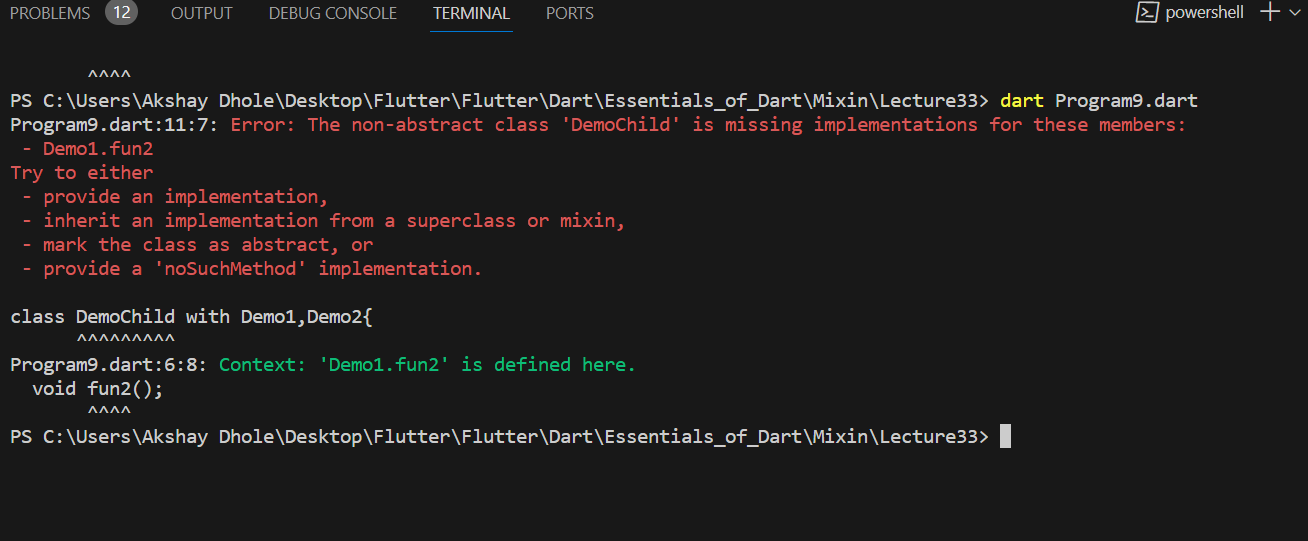 PROBLEMS 12 OUTPUT DEBUG CONSOLE TERMINAL PORTS powershell
^^^^
PS C:\Users\Akshay Dhole\Desktop\Flutter\Flutter\Dart\Essentials_of_Dart\Mixin\Lecture33> dart Program9.dart
Program9.dart:11:7: Error: The non-abstract class 'DemoChild' is missing implementations for these members:
 - Demo1.fun2
Try to either
 - provide an implementation,
 - inherit an implementation from a superclass or mixin,
 - mark the class as abstract, or
 - provide a 'noSuchMethod' implementation.
class DemoChild with Demo1,Demo2{
      ^^^^^^^^^
Program9.dart:6:8: Context: 'Demo1.fun2' is defined here.
  void fun2();
       ^^^^
PS C:\Users\Akshay Dhole\Desktop\Flutter\Flutter\Dart\Essentials_of_Dart\Mixin\Lecture33>